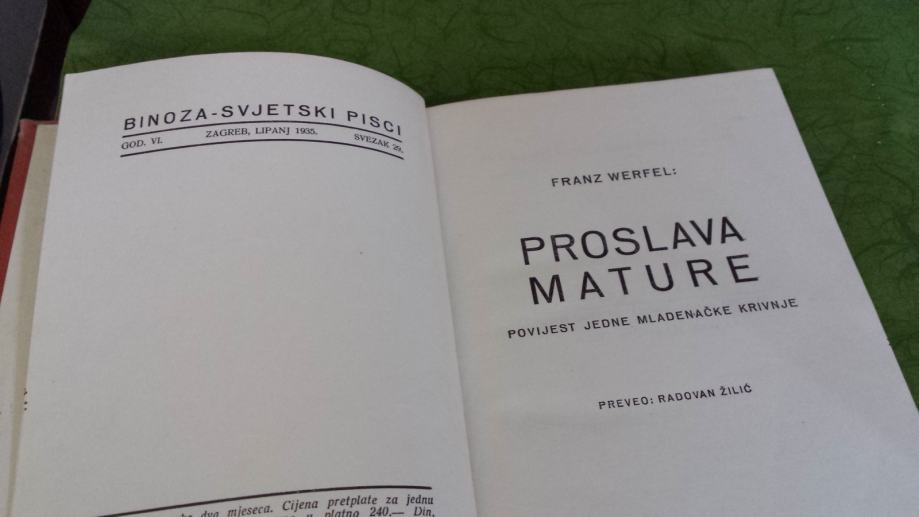 BINOZA-SVJETSKI PISCI
GOD. VI. ZAGREB, LIPANJ 1935. SVEZAK 29.
dva mjeseca. Cijena pretplate za jednu
platno 240.— Din,
FRANZ WERFEL:
PROSLAVA
MATURE
POVIJEST JEDNE MLADENAČKE KRIVNJE
PREVEO: RADOVAN ŽILIĆ